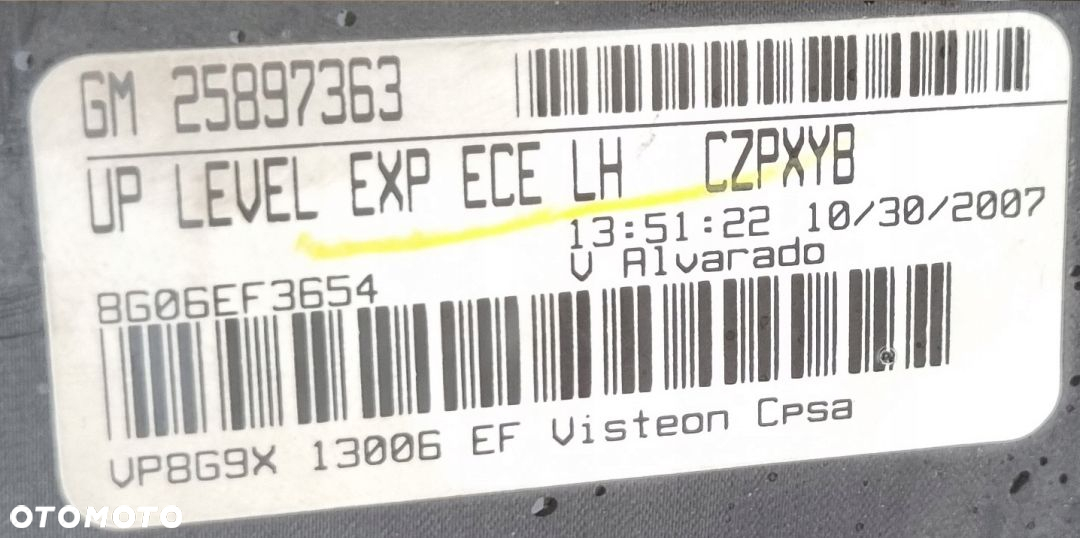 GM 25897363
UP LEVEL EXP ECE LH CZPXYB
13:51:22 10/30/2007
V Alvarado
8G06EF3654
VP8G9X 13006 EF Visteon Cpsa
OTOMOTO